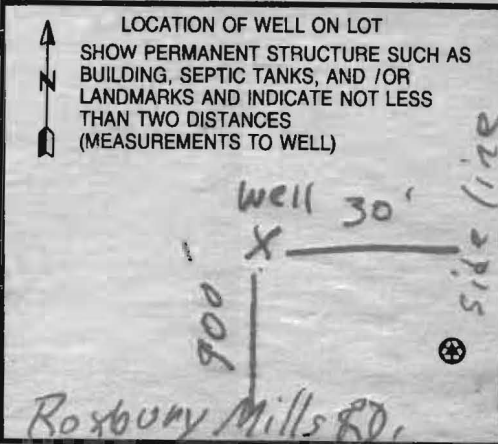 LOCATION OF WELL ON LOT
SHOW PERMANENT STRUCTURE SUCH AS
BUILDING, SEPTIC TANKS, AND /OR
LANDMARKS AND INDICATE NOT LESS
THAN TWO DISTANCES
(MEASUREMENTS TO WELL)
N
well 30'
X
side line
900
Roxbury Mills RD.